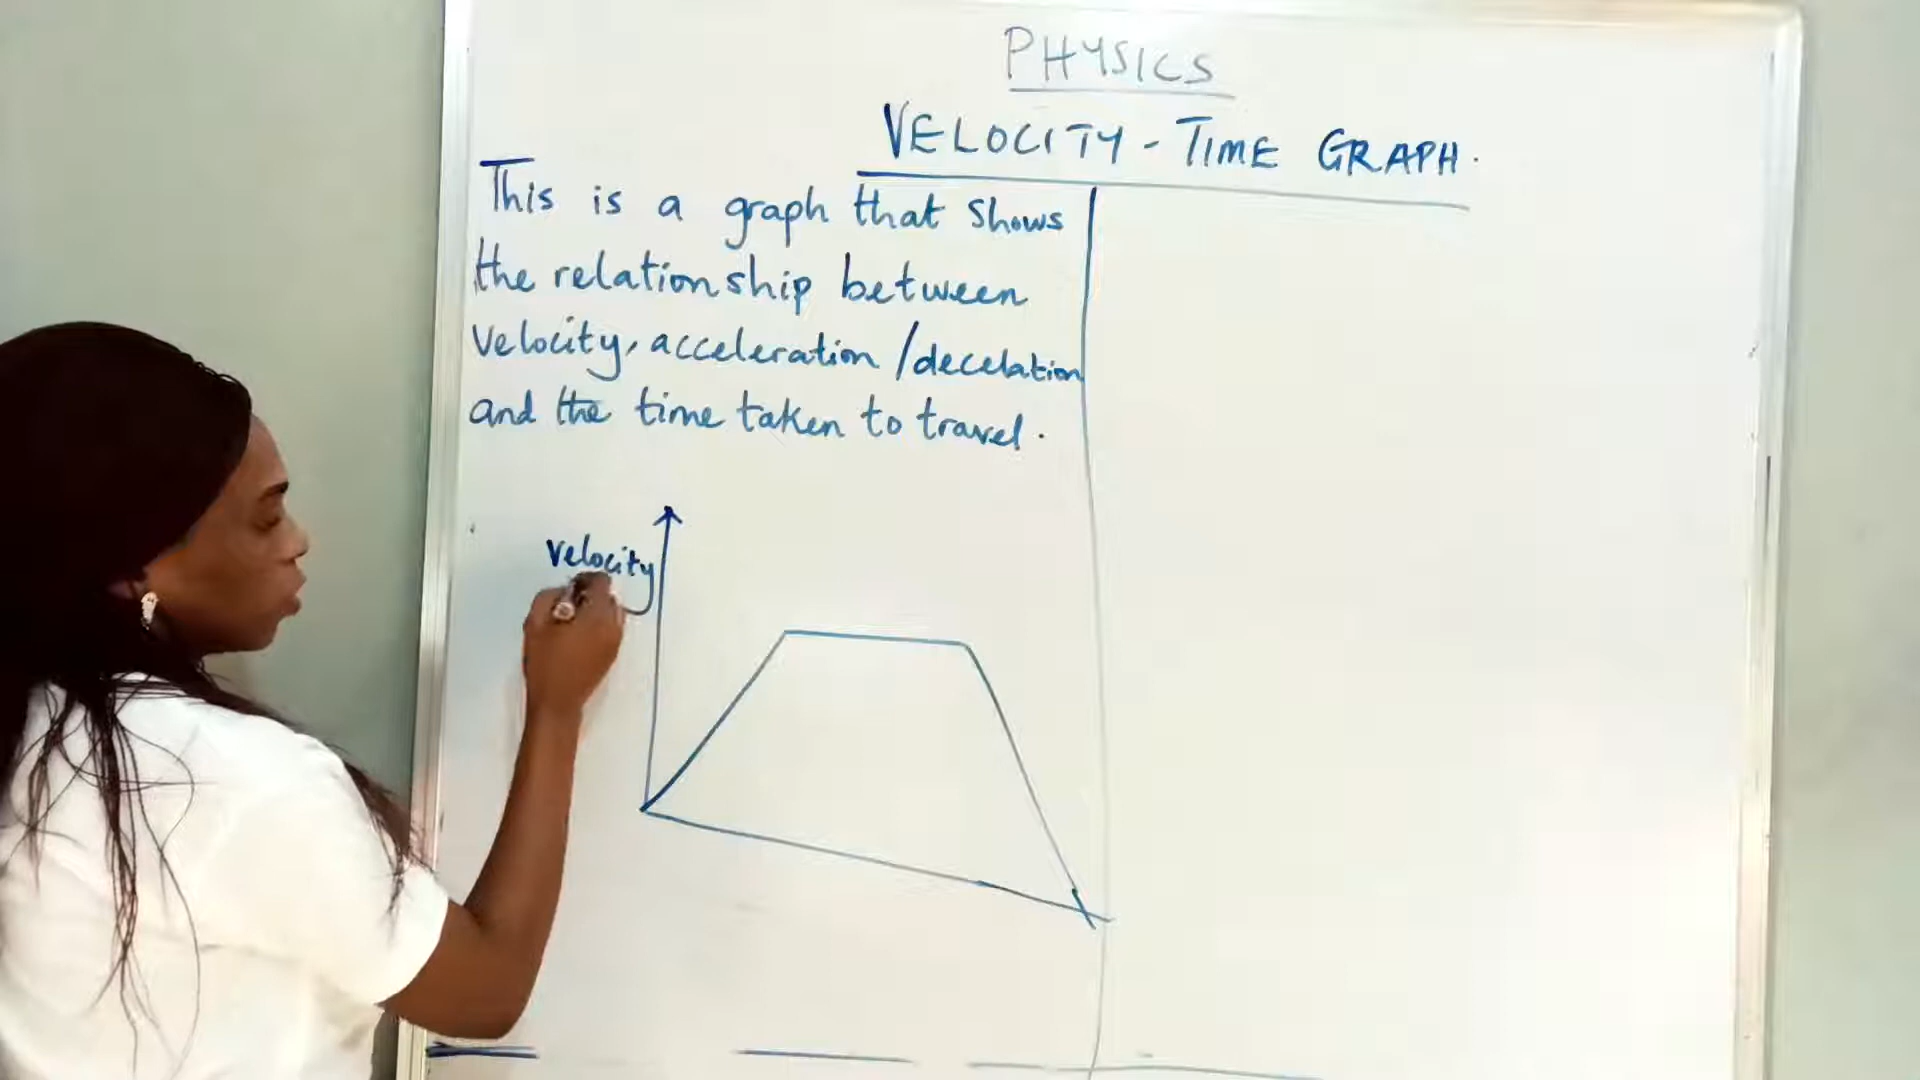 PHYSICS
VELOCITY - TIME GRAPH.
This is a graph that shows
the relationship between
velocity, acceleration/decelation
and the time taken to travel.
velocity